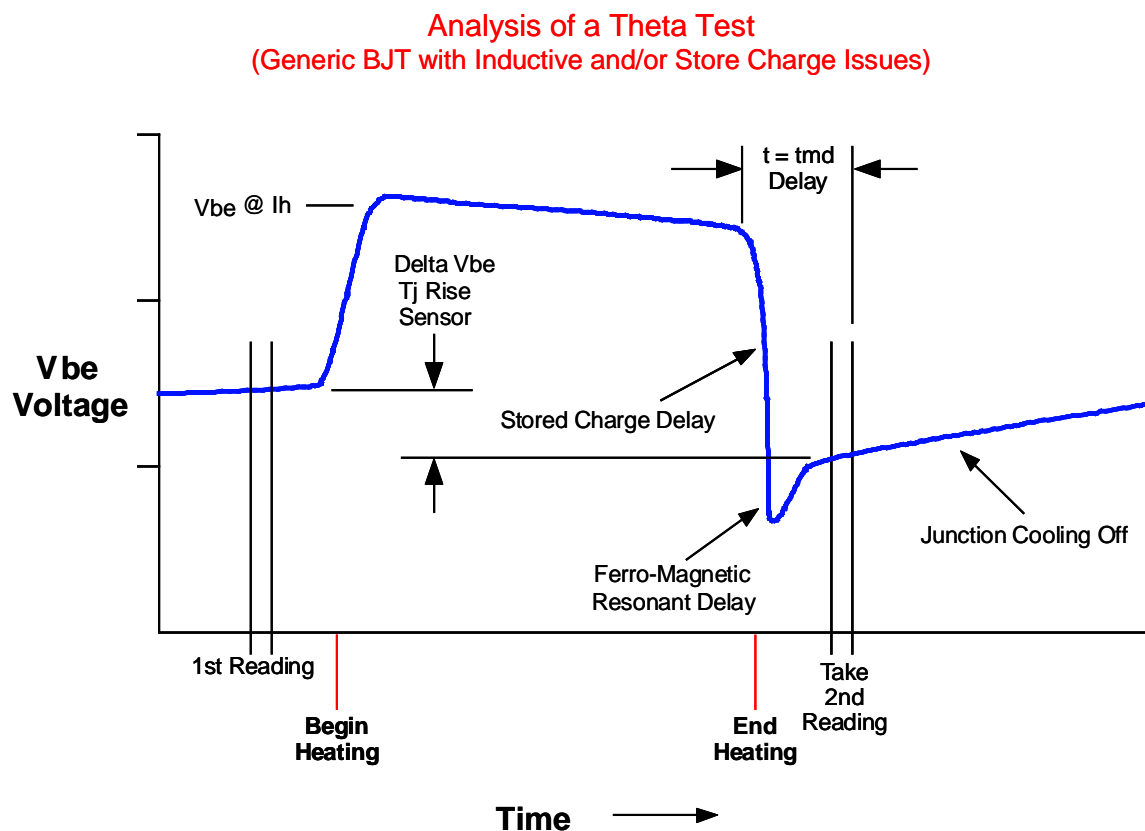 Analysis of a Theta Test
(Generic BJT with Inductive and/or Store Charge Issues)
t = tmd
Delay
Vbe @ Ih
Delta Vbe
Tj Rise
Sensor
Vbe
Voltage
Stored Charge Delay
Junction Cooling Off
Ferro-Magnetic
Resonant Delay
1st Reading
Take
2nd
Reading
Begin
Heating
End
Heating
Time